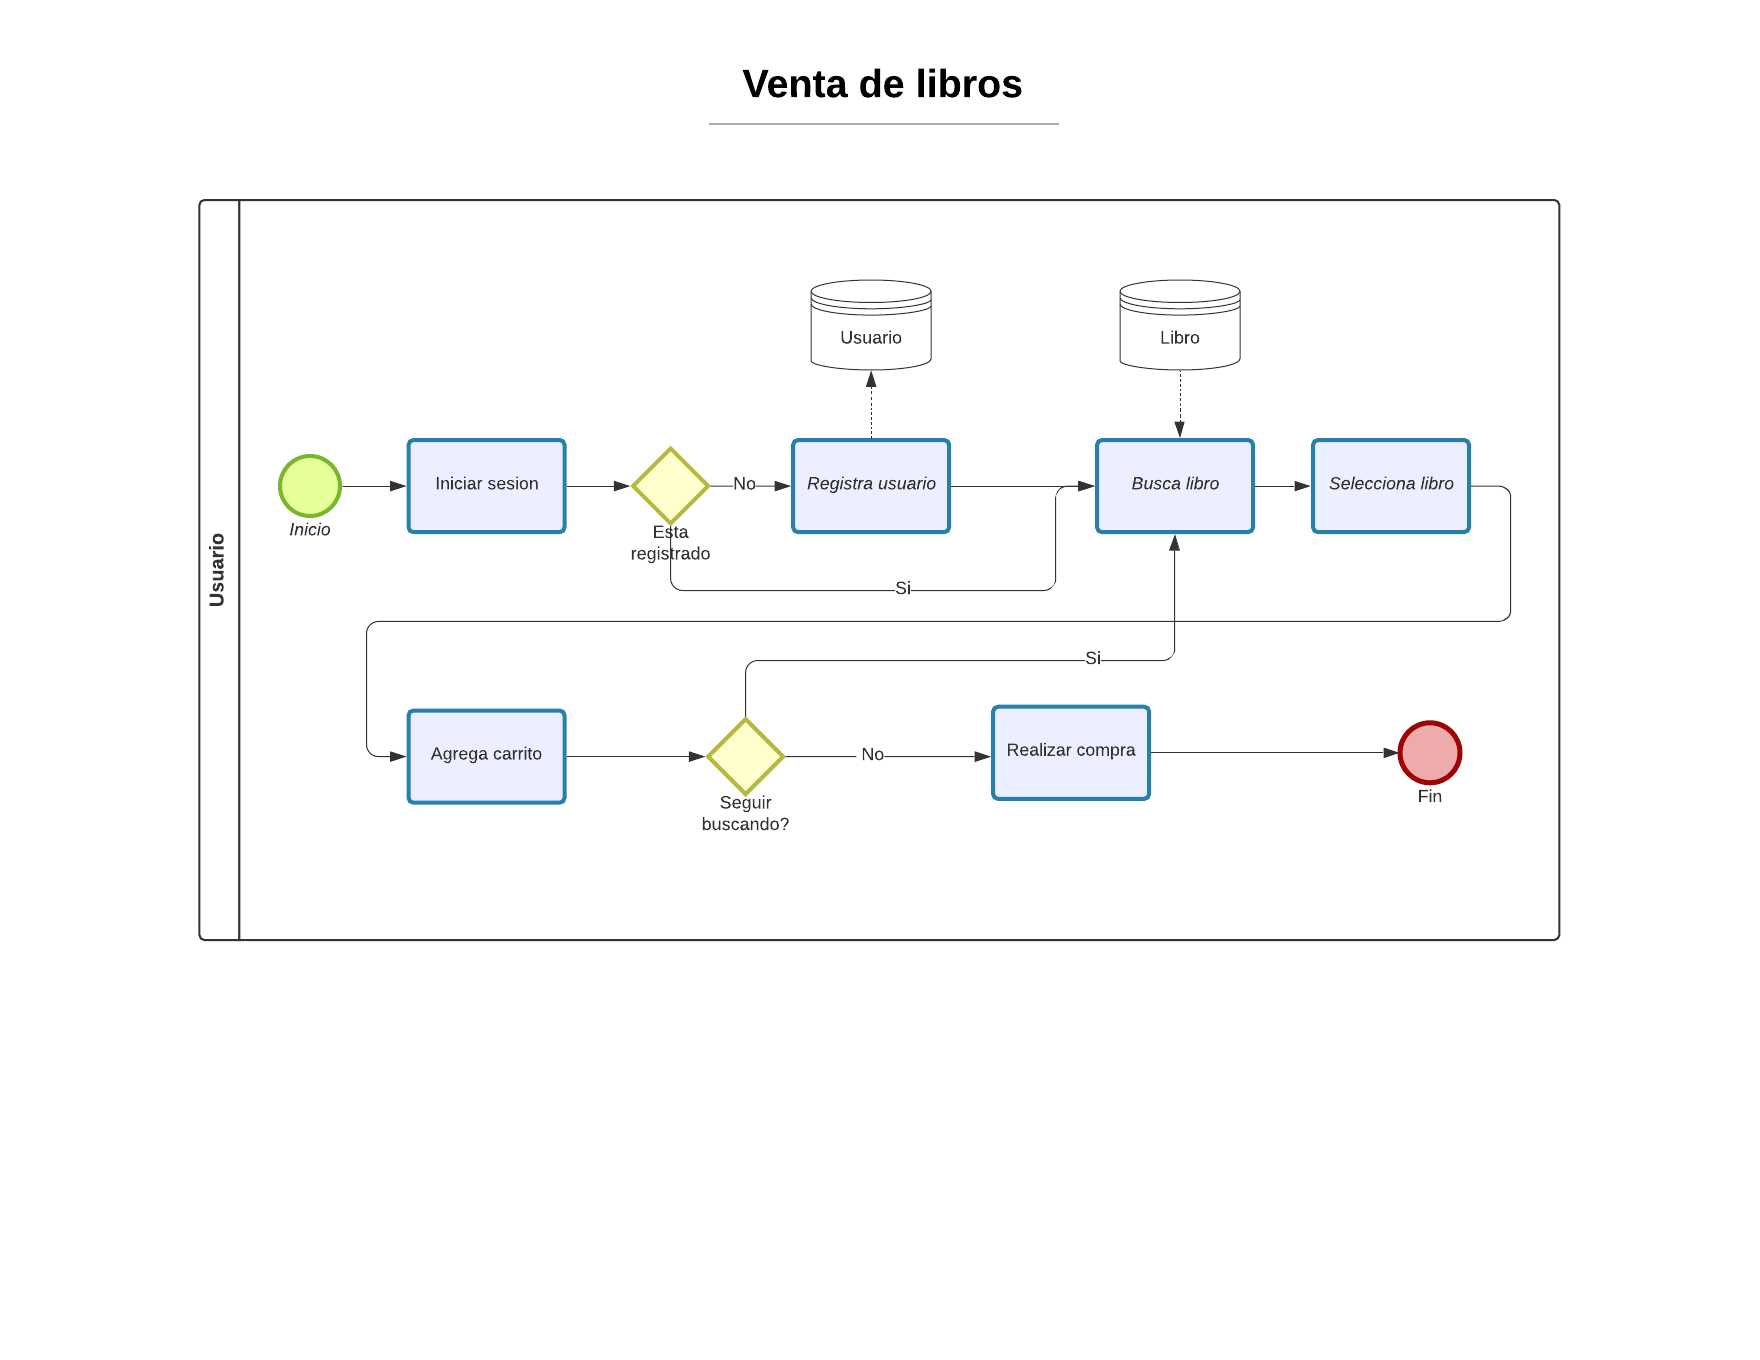 Venta de libros
Usuario
Usuario
Libro
Inicio
Iniciar sesion
Esta
registrado
No
Registra usuario
Busca libro
Selecciona libro
Si
Si
Agrega carrito
Seguir
buscando?
No
Realizar compra
Fin